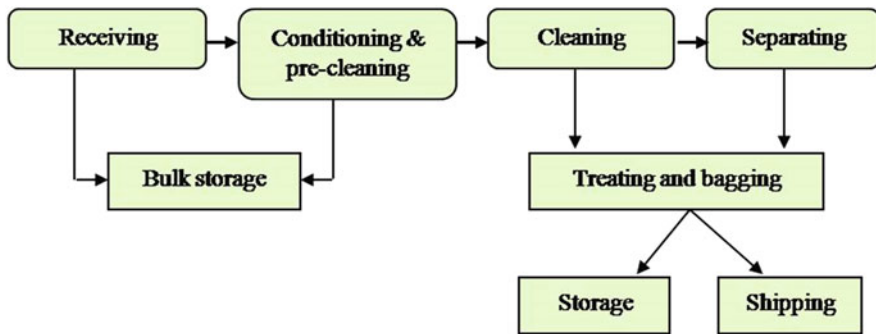 Receiving
Conditioning &
pre-cleaning
Cleaning
Separating
Bulk storage
Treating and bagging
Storage
Shipping